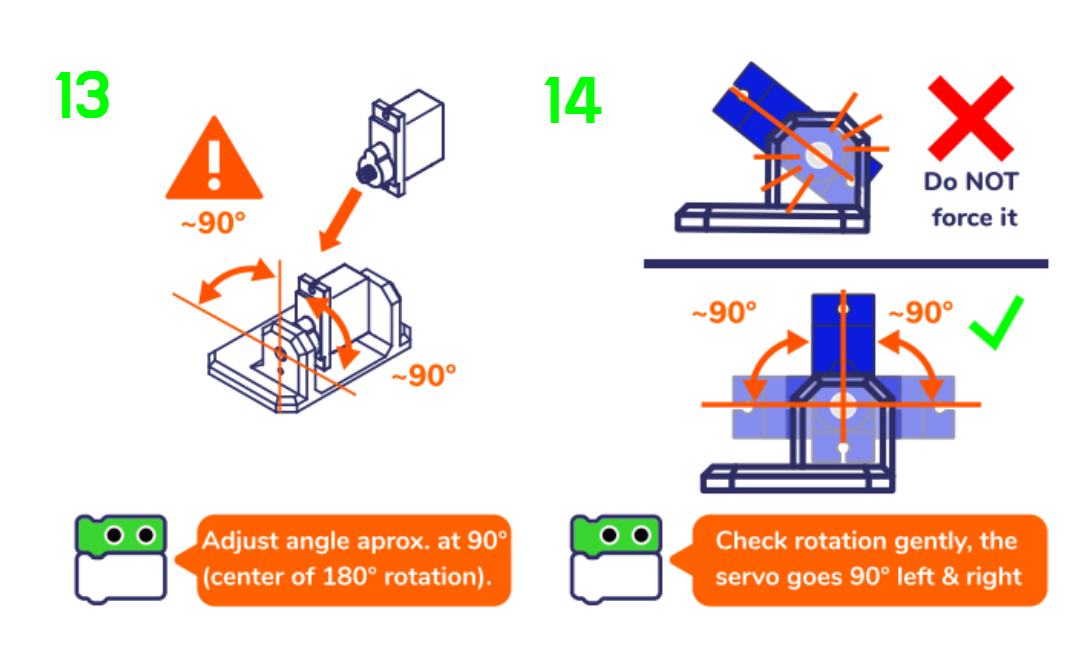 13
~90°
~90°
Adjust angle aprox. at 90°
(center of 180° rotation).
14
Do NOT
force it
~90°
~90°
Check rotation gently, the
servo goes 90° left & right